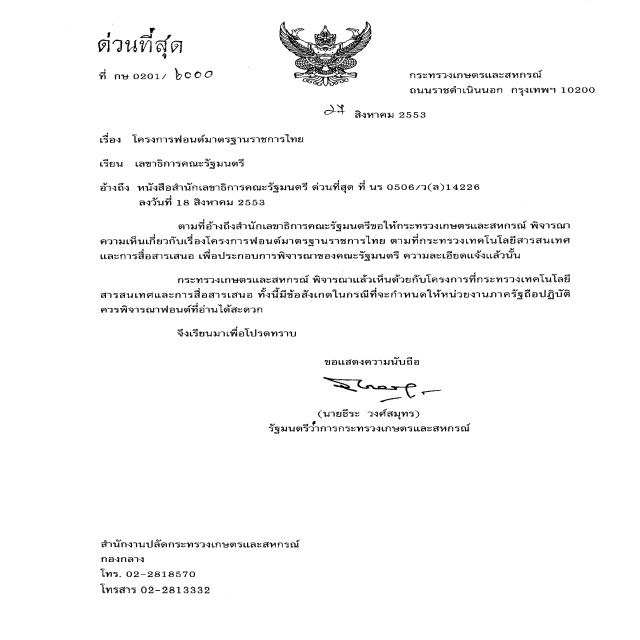 ด่วนที่สุด
ที่ กษ 0201/ ๒๐๐๐
กระทรวงเกษตรและสหกรณ์
ถนนราชดำเนินนอก กรุงเทพฯ 10200
๒๗ สิงหาคม 2553
เรื่อง โครงการฟอนต์มาตรฐานราชการไทย
เรียน เลขาธิการคณะรัฐมนตรี
อ้างถึง หนังสือสำนักเลขาธิการคณะรัฐมนตรี ด่วนที่สุด ที่ นร 0506/ว(ล)14226
ลงวันที่ 18 สิงหาคม 2553
ตามที่อ้างถึงสำนักเลขาธิการคณะรัฐมนตรีขอให้กระทรวงเกษตรและสหกรณ์ พิจารณา
ความเห็นเกี่ยวกับเรื่องโครงการฟอนต์มาตรฐานราชการไทย ตามที่กระทรวงเทคโนโลยีสารสนเทศ
และการสื่อสารเสนอ เพื่อประกอบการพิจารณาของคณะรัฐมนตรี ความละเอียดแจ้งแล้วนั้น
กระทรวงเกษตรและสหกรณ์ พิจารณาแล้วเห็นด้วยกับโครงการที่กระทรวงเทคโนโลยี
สารสนเทศและการสื่อสารเสนอ ทั้งนี้มีข้อสังเกตในกรณีที่จะกำหนดให้หน่วยงานภาครัฐถือปฏิบัติ
ควรพิจารณาฟอนต์ที่อ่านได้สะดวก
จึงเรียนมาเพื่อโปรดทราบ
ขอแสดงความนับถือ
(นายธีระ วงศ์สมุทร)
รัฐมนตรีว่าการกระทรวงเกษตรและสหกรณ์
สำนักงานปลัดกระทรวงเกษตรและสหกรณ์
กองกลาง
โทร. 02-2818570
โทรสาร 02-2813332